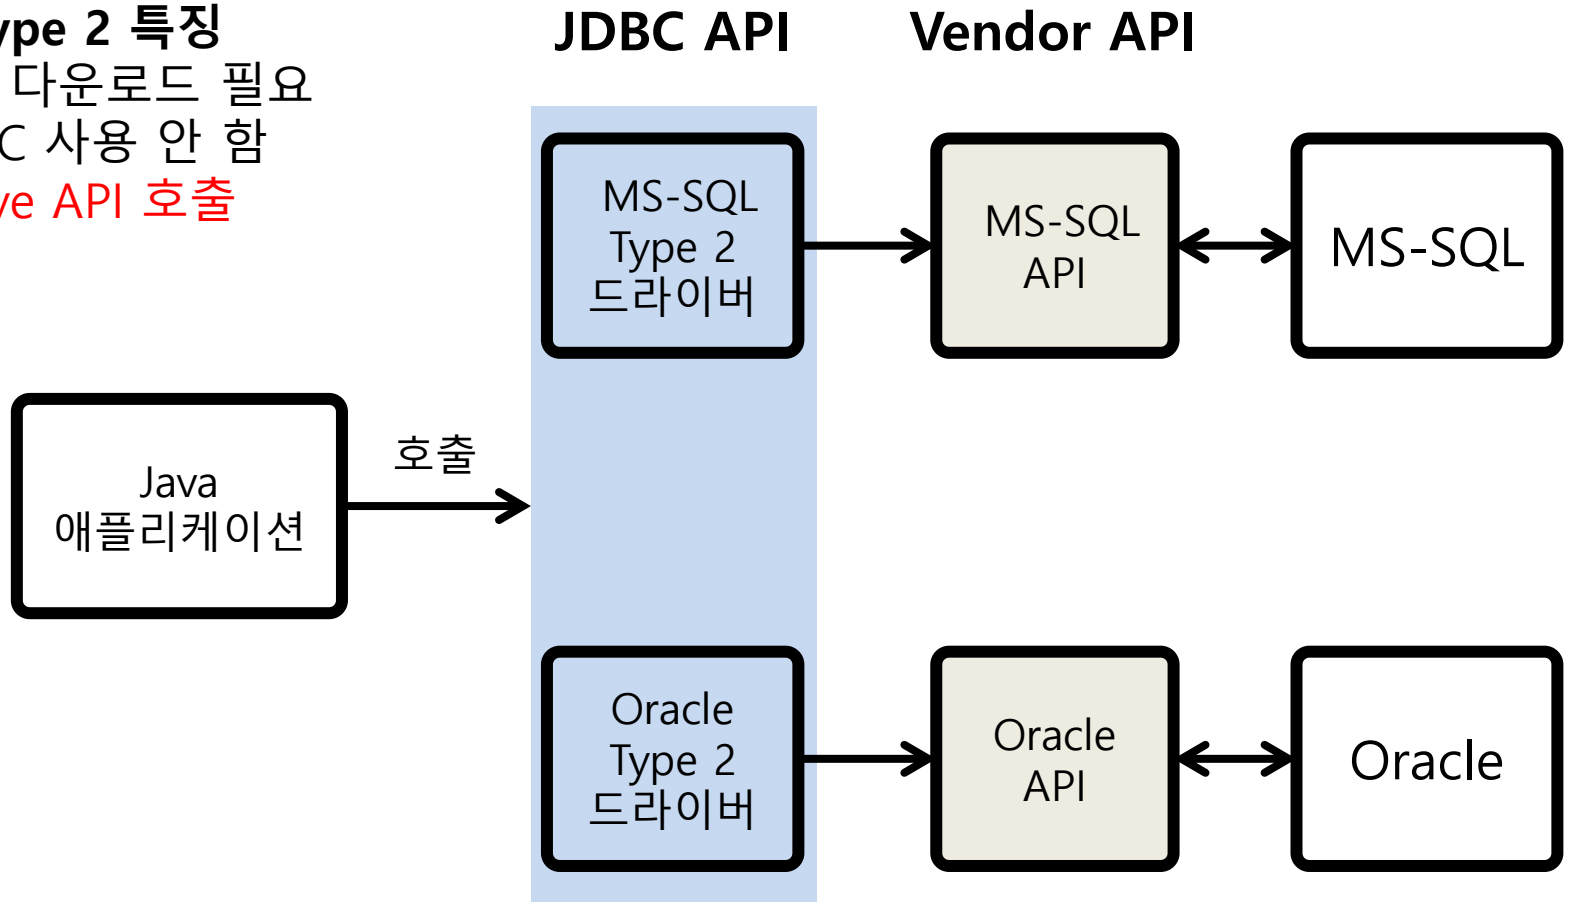 ype 2 특징
다운로드 필요
C 사용 안 함
ve API 호출
JDBC API
Vendor API
MS-SQL
Type 2
드라이버
MS-SQL
API
MS-SQL
Java
애플리케이션
호출
Oracle
Type 2
드라이버
Oracle
API
Oracle